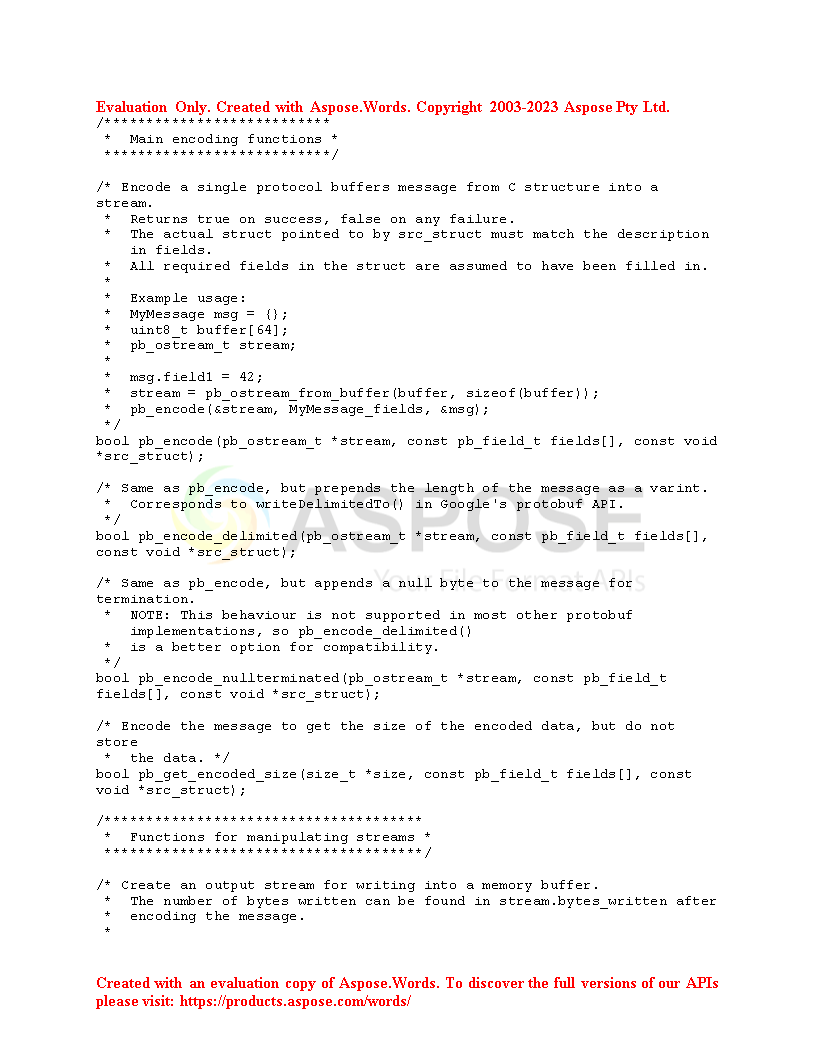 Evaluation Only. Created with Aspose.Words. Copyright 2003-2023 Aspose Pty Ltd.
/***************************
 *  Main encoding functions *
 ***************************/

/* Encode a single protocol buffers message from C structure into a
stream.
 *  Returns true on success, false on any failure.
 *  The actual struct pointed to by src_struct must match the description
    in fields.
 *  All required fields in the struct are assumed to have been filled in.
 *
 *  Example usage:
 *  MyMessage msg = {};
 *  uint8_t buffer[64];
 *  pb_ostream_t stream;
 *
 *  msg.field1 = 42;
 *  stream = pb_ostream_from_buffer(buffer, sizeof(buffer));
 *  pb_encode(&stream, MyMessage_fields, &msg);
 */
bool pb_encode(pb_ostream_t *stream, const pb_field_t fields[], const void
*src_struct);

/* Same as pb_encode, but prepends the length of the message as a varint.
 *  Corresponds to writeDelimitedTo() in Google's protobuf API.
 */
bool pb_encode_delimited(pb_ostream_t *stream, const pb_field_t fields[],
const void *src_struct);
ASPOSE
Your File Format APIs

/* Same as pb_encode, but appends a null byte to the message for
termination.
 *  NOTE: This behaviour is not supported in most other protobuf
    implementations, so pb_encode_delimited()
 *  is a better option for compatibility.
 */
bool pb_encode_nullterminated(pb_ostream_t *stream, const pb_field_t
fields[], const void *src_struct);

/* Encode the message to get the size of the encoded data, but do not
store
 *  the data. */
bool pb_get_encoded_size(size_t *size, const pb_field_t fields[], const
void *src_struct);

/**************************************
 *  Functions for manipulating streams *
 **************************************/

/* Create an output stream for writing into a memory buffer.
 *  The number of bytes written can be found in stream.bytes_written after
 *  encoding the message.
 *
Created with an evaluation copy of Aspose.Words. To discover the full versions of our APIs
please visit: https://products.aspose.com/words/